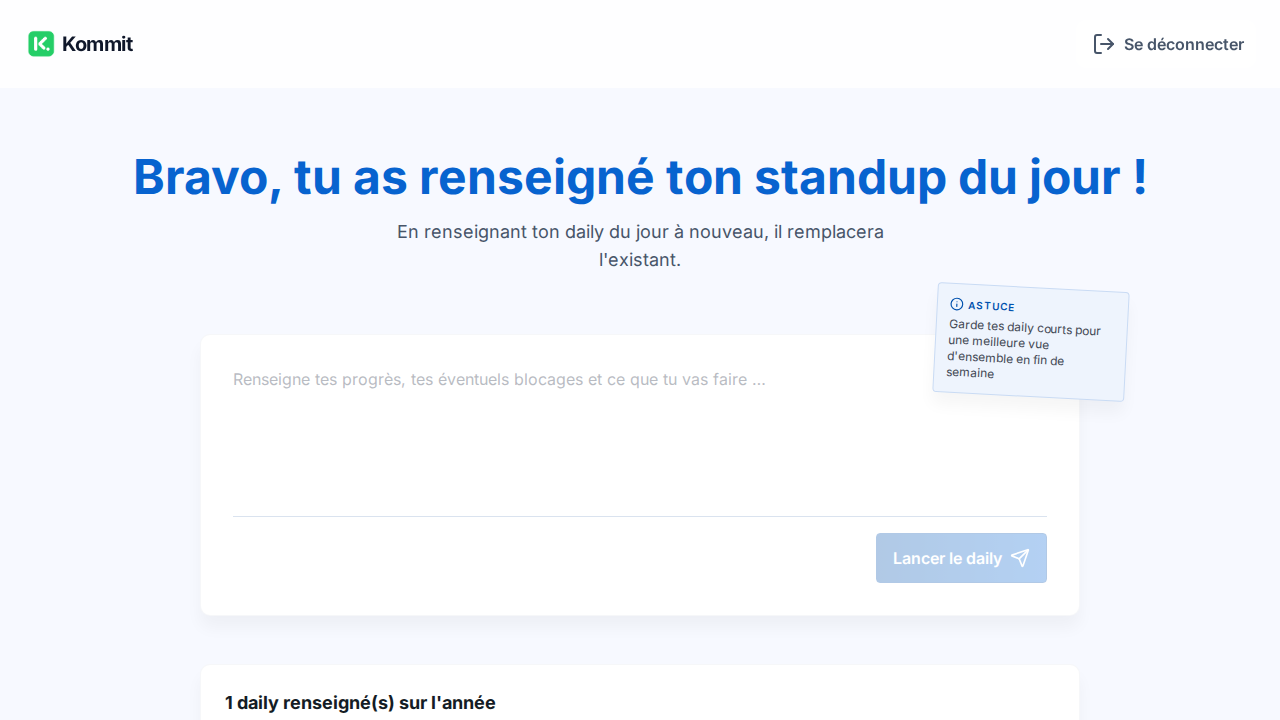 Kommit
Se déconnecter
Bravo, tu as renseigné ton standup du jour !
En renseignant ton daily du jour à nouveau, il remplacera
l'existant.
ASTUCE
Garde tes daily courts pour
une meilleure vue
d'ensemble en fin de
semaine
Renseigne tes progrès, tes éventuels blocages et ce que tu vas faire ...
Lancer le daily
1 daily renseigné(s) sur l'année